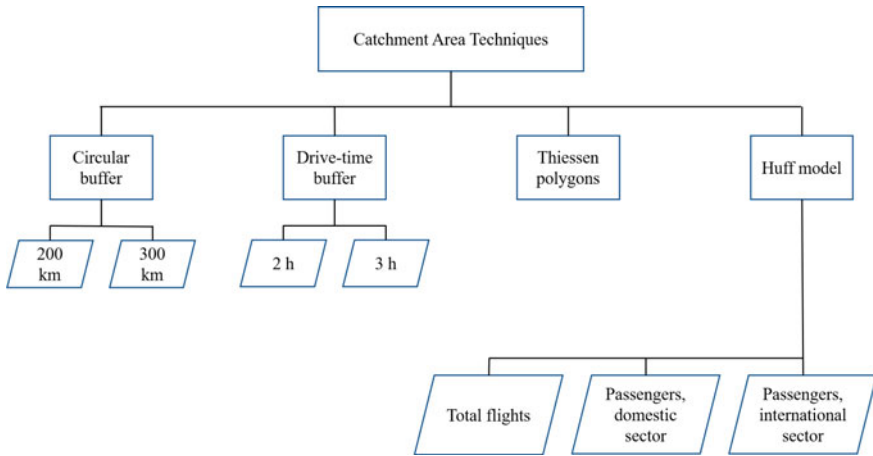 Catchment Area Techniques
Circular
buffer
Drive-time
buffer
Thiessen
polygons
Huff model
200
km
300
km
2 h
3 h
Total flights
Passengers,
domestic
sector
Passengers,
international
sector